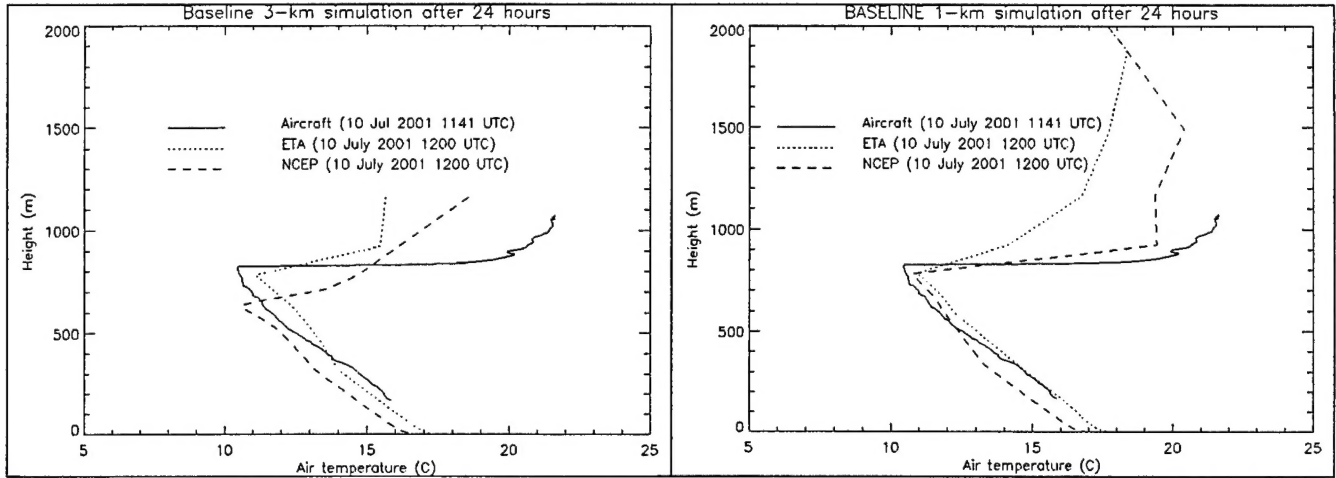 Baseline 3-km simulation after 24 hours
2000
1500
1000
500
0
Height (m)
Aircraft (10 Jul 2001 1141 UTC)
ETA (10 July 2001 1200 UTC)
NCEP (10 July 2001 1200 UTC)
5 10 15 20 25
Air temperature (C)
BASELINE 1-km simulation after 24 hours
2000
1500
1000
500
0
Height (m)
Aircraft (10 July 2001 1141 UTC)
ETA (10 July 2001 1200 UTC)
NCEP (10 July 2001 1200 UTC)
5 10 15 20 25
Air temperature (C)